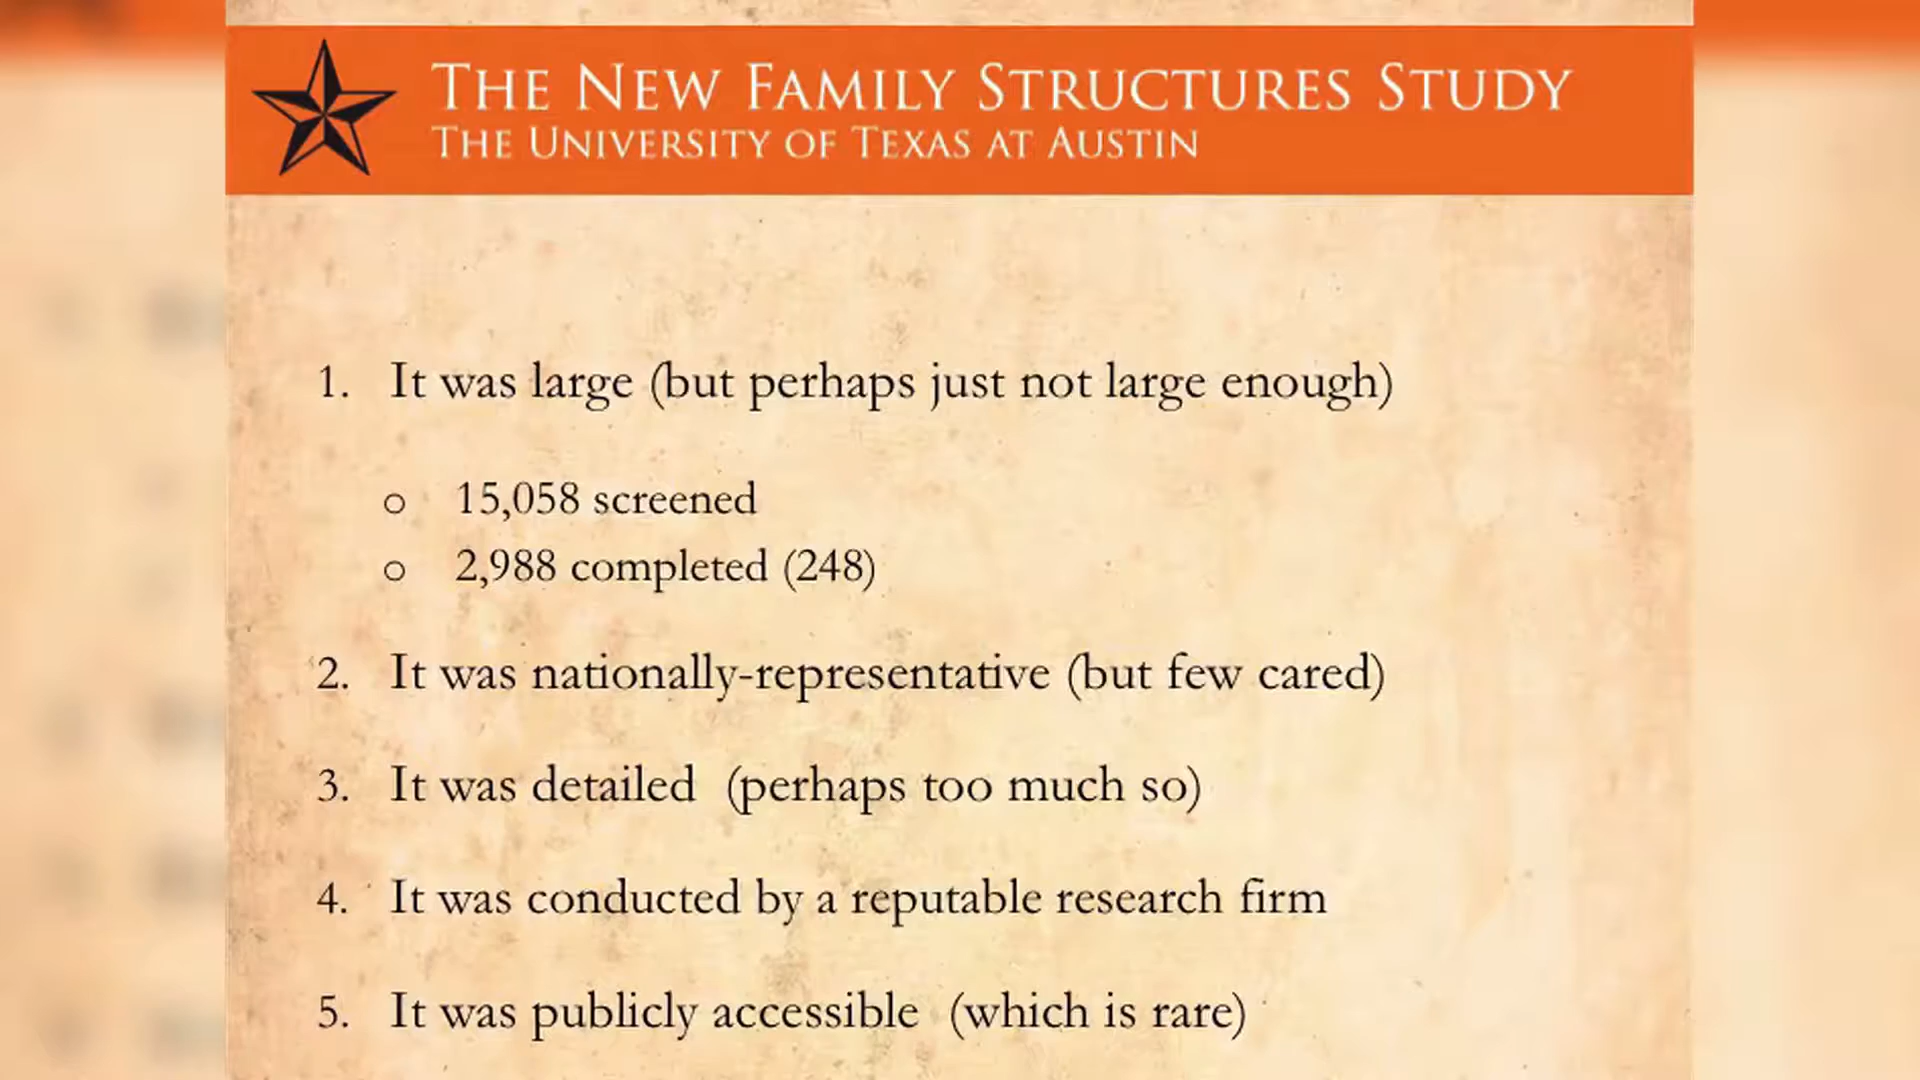 THE NEW FAMILY STRUCTURES STUDY
THE UNIVERSITY OF TEXAS AT AUSTIN
1. It was large (but perhaps just not large enough)
o 15,058 screened
o 2,988 completed (248)
2. It was nationally-representative (but few cared)
3. It was detailed (perhaps too much so)
4. It was conducted by a reputable research firm
5. It was publicly accessible (which is rare)